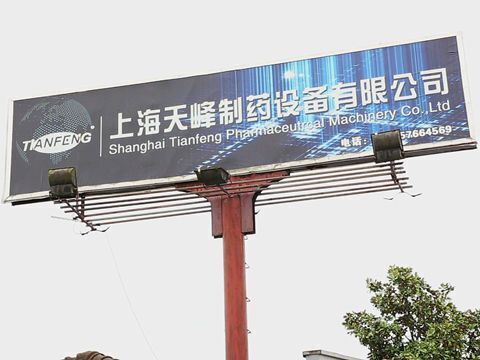 TIANFENG
上海天峰制药设备有限公司
Shanghai Tianfeng Pharmaceutrcal Machinery Co., Ltd
电话: 57664569